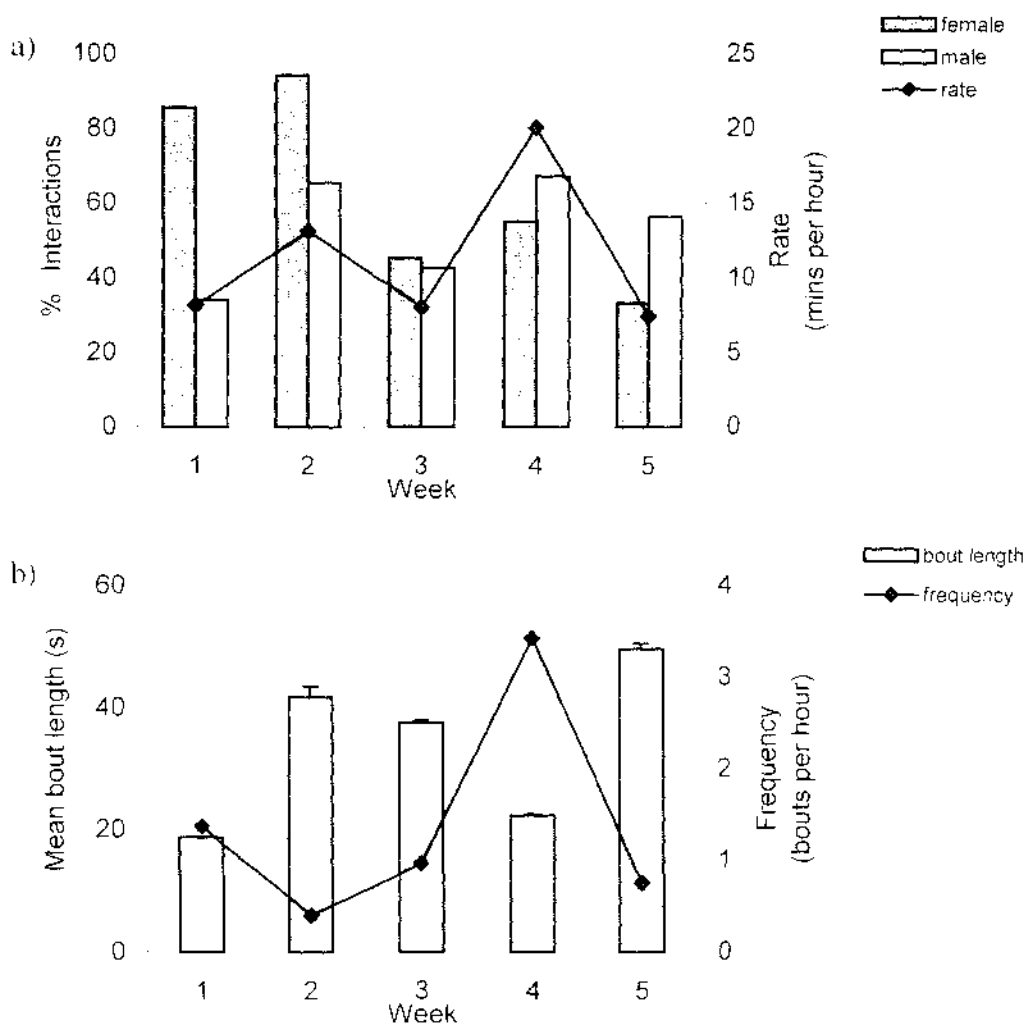 a)
% Interactions
100
80
60
40
20
0
1 2 3 4 5
Week
25
20
15
10
5
0
Rate
(mins per hour)
female
male
rate
b)
Mean bout length (s)
60
40
20
0
1 2 3 4 5
Week
4
3
2
1
0
Frequency
(bouts per hour)
bout length
frequency